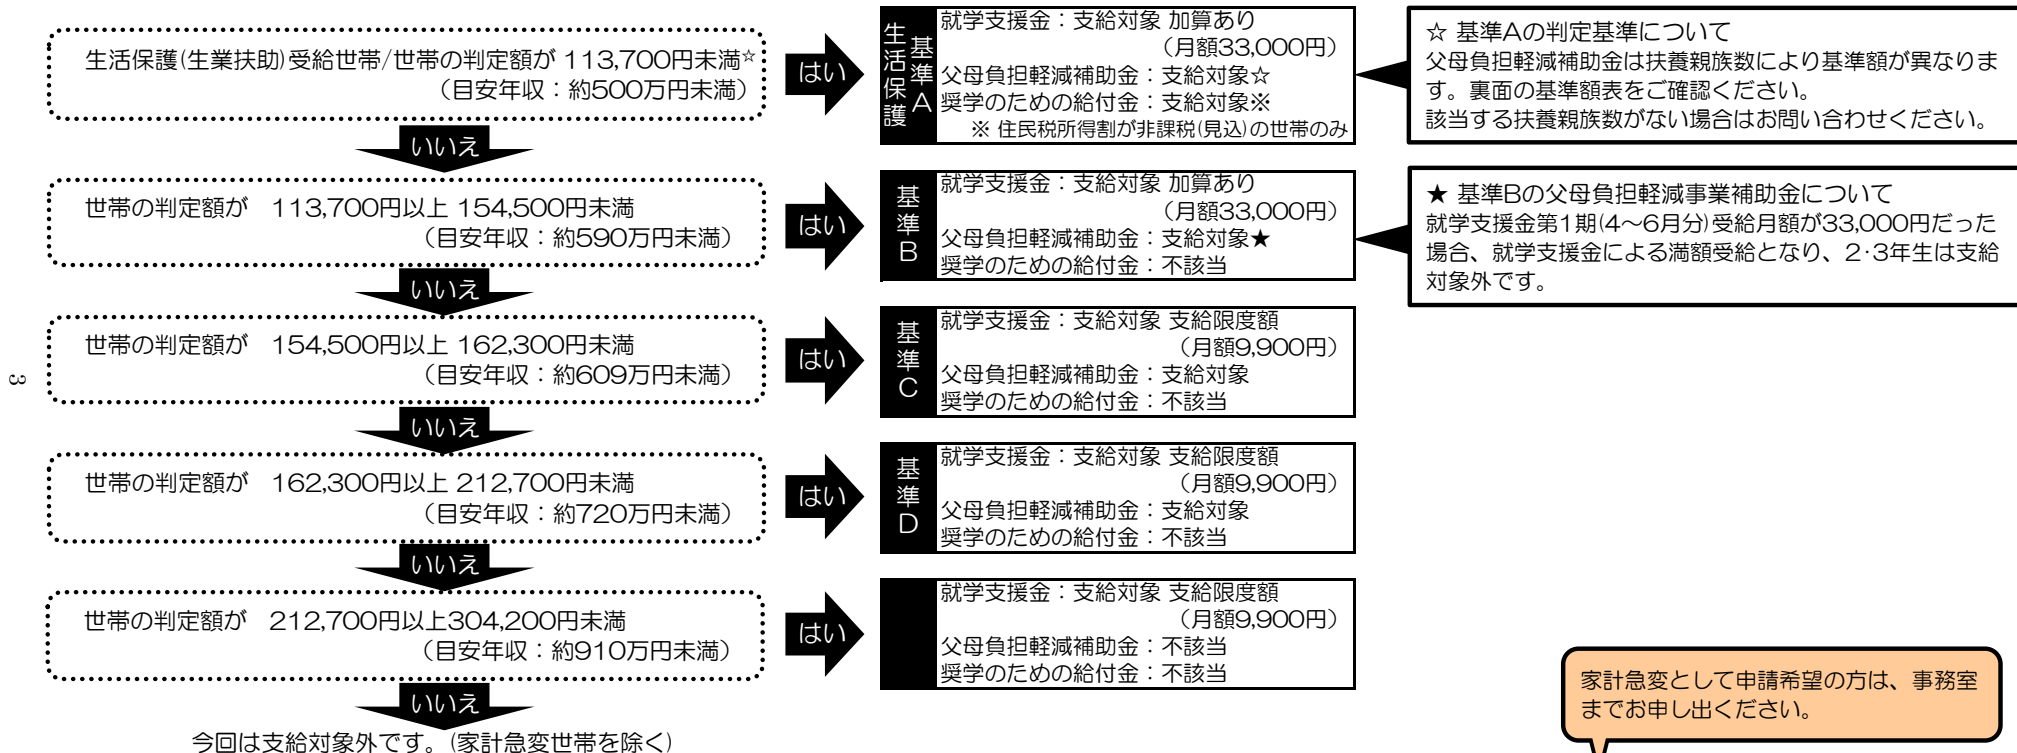 生活保護(生業扶助)受給世帯/世帯の判定額が 113,700円未満☆
（目安年収：約500万円未満）
はい
生活保護
基準A
就学支援金：支給対象 加算あり
（月額33,000円）
父母負担軽減補助金：支給対象☆
奨学のための給付金：支給対象※
※ 住民税所得割が非課税(見込)の世帯のみ
☆ 基準Aの判定基準について
父母負担軽減補助金は扶養親族数により基準額が異なりま
す。裏面の基準額表をご確認ください。
該当する扶養親族数がない場合はお問い合わせください。
いいえ
世帯の判定額が　113,700円以上 154,500円未満
（目安年収：約590万円未満）
はい
基準B
就学支援金：支給対象 加算あり
（月額33,000円）
父母負担軽減補助金：支給対象★
奨学のための給付金：不該当
★ 基準Bの父母負担軽減事業補助金について
就学支援金第1期(4～6月分)受給月額が33,000円だった
場合、就学支援金による満額受給となり、2･3年生は支給
対象外です。
いいえ
世帯の判定額が　154,500円以上 162,300円未満
（目安年収：約609万円未満）
はい
基準C
就学支援金：支給対象 支給限度額
（月額9,900円）
父母負担軽減補助金：支給対象
奨学のための給付金：不該当
3
いいえ
世帯の判定額が　162,300円以上 212,700円未満
（目安年収：約720万円未満）
はい
基準D
就学支援金：支給対象 支給限度額
（月額9,900円）
父母負担軽減補助金：支給対象
奨学のための給付金：不該当
いいえ
世帯の判定額が　212,700円以上304,200円未満
（目安年収：約910万円未満）
はい
就学支援金：支給対象 支給限度額
（月額9,900円）
父母負担軽減補助金：不該当
奨学のための給付金：不該当
いいえ
今回は支給対象外です。(家計急変世帯を除く)
家計急変として申請希望の方は、事務室
までお申し出ください。